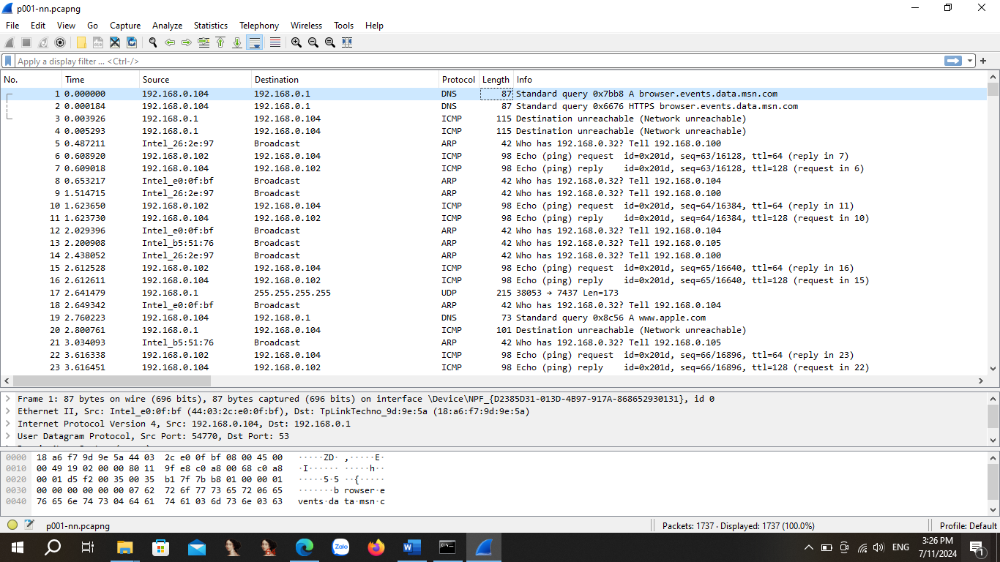 p001-nn.pcapng
File Edit View Go Capture Analyze Statistics Telephony Wireless Tools Help
Apply a display filter ... <Ctrl-/>
No. Time Source Destination Protocol Length Info
1 0.000000 192.168.0.104 192.168.0.1 DNS 87 Standard query 0x7bb8 A browser.events.data.msn.com
2 0.000184 192.168.0.104 192.168.0.1 DNS 87 Standard query 0x6676 HTTPS browser.events.data.msn.com
3 0.003926 192.168.0.1 192.168.0.104 ICMP 115 Destination unreachable (Network unreachable)
4 0.005293 192.168.0.1 192.168.0.104 ICMP 115 Destination unreachable (Network unreachable)
5 0.487211 Intel_26:2e:97 Broadcast ARP 42 Who has 192.168.0.32? Tell 192.168.0.100
6 0.608920 192.168.0.102 192.168.0.104 ICMP 98 Echo (ping) request id=0x201d, seq=63/16128, ttl=64 (reply in 7)
7 0.609018 192.168.0.104 192.168.0.102 ICMP 98 Echo (ping) reply id=0x201d, seq=63/16128, ttl=128 (request in 6)
8 0.653217 Intel_e0:0f:bf Broadcast ARP 42 Who has 192.168.0.32? Tell 192.168.0.104
9 1.514715 Intel_26:2e:97 Broadcast ARP 42 Who has 192.168.0.32? Tell 192.168.0.100
10 1.623650 192.168.0.102 192.168.0.104 ICMP 98 Echo (ping) request id=0x201d, seq=64/16384, ttl=64 (reply in 11)
11 1.623730 192.168.0.104 192.168.0.102 ICMP 98 Echo (ping) reply id=0x201d, seq=64/16384, ttl=128 (request in 10)
12 2.029396 Intel_e0:0f:bf Broadcast ARP 42 Who has 192.168.0.32? Tell 192.168.0.104
13 2.200908 Intel_b5:51:76 Broadcast ARP 42 Who has 192.168.0.32? Tell 192.168.0.105
14 2.438052 Intel_26:2e:97 Broadcast ARP 42 Who has 192.168.0.32? Tell 192.168.0.100
15 2.612528 192.168.0.102 192.168.0.104 ICMP 98 Echo (ping) request id=0x201d, seq=65/16640, ttl=64 (reply in 16)
16 2.612611 192.168.0.104 192.168.0.102 ICMP 98 Echo (ping) reply id=0x201d, seq=65/16640, ttl=128 (request in 15)
17 2.641479 192.168.0.1 255.255.255.255 UDP 215 38053 → 7437 Len=173
18 2.649342 Intel_e0:0f:bf Broadcast ARP 42 Who has 192.168.0.32? Tell 192.168.0.104
19 2.760223 192.168.0.104 192.168.0.1 DNS 73 Standard query 0x8c56 A www.apple.com
20 2.800761 192.168.0.1 192.168.0.104 ICMP 101 Destination unreachable (Network unreachable)
21 3.034093 Intel_b5:51:76 Broadcast ARP 42 Who has 192.168.0.32? Tell 192.168.0.105
22 3.616338 192.168.0.102 192.168.0.104 ICMP 98 Echo (ping) request id=0x201d, seq=66/16896, ttl=64 (reply in 23)
23 3.616451 192.168.0.104 192.168.0.102 ICMP 98 Echo (ping) reply id=0x201d, seq=66/16896, ttl=128 (request in 22)
Frame 1: 87 bytes on wire (696 bits), 87 bytes captured (696 bits) on interface \Device\NPF_{D2385D31-013D-4B97-917A-868652930131}, id 0
Ethernet II, Src: Intel_e0:0f:bf (44:03:2c:e0:0f:bf), Dst: TpLinkTechno_9d:9e:5a (18:a6:f7:9d:9e:5a)
Internet Protocol Version 4, Src: 192.168.0.104, Dst: 192.168.0.1
User Datagram Protocol, Src Port: 54770, Dst Port: 53
0000 18 a6 f7 9d 9e 5a 44 03 2c e0 0f bf 08 00 45 00 ·····ZD· ,·····E·
0010 00 49 19 02 00 00 80 11 9f e8 c0 a8 00 68 c0 a8 ·I······ ·····h··
0020 00 01 d5 f2 00 35 00 35 b1 7f 7b b8 01 00 00 01 ·····5·5 ··{·····
0030 00 00 00 00 00 00 07 62 72 6f 77 73 65 72 06 65 ·······b rowser·e
0040 76 65 6e 74 73 04 64 61 74 61 03 6d 73 6e 03 63 vents·da ta·msn·c
p001-nn.pcapng Packets: 1737 · Displayed: 1737 (100.0%) Profile: Default
Zalo
W
ENG
3:26 PM
7/11/2024
1